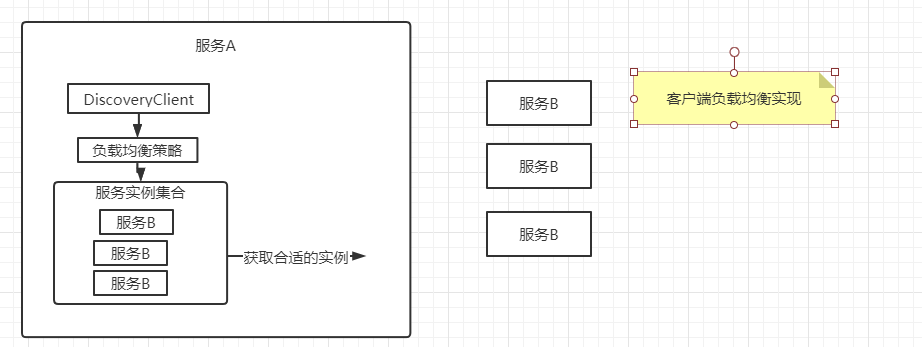 服务A
DiscoveryClient
负载均衡策略
服务实例集合
服务B
服务B
服务B
获取合适的实例
服务B
服务B
服务B
客户端负载均衡实现